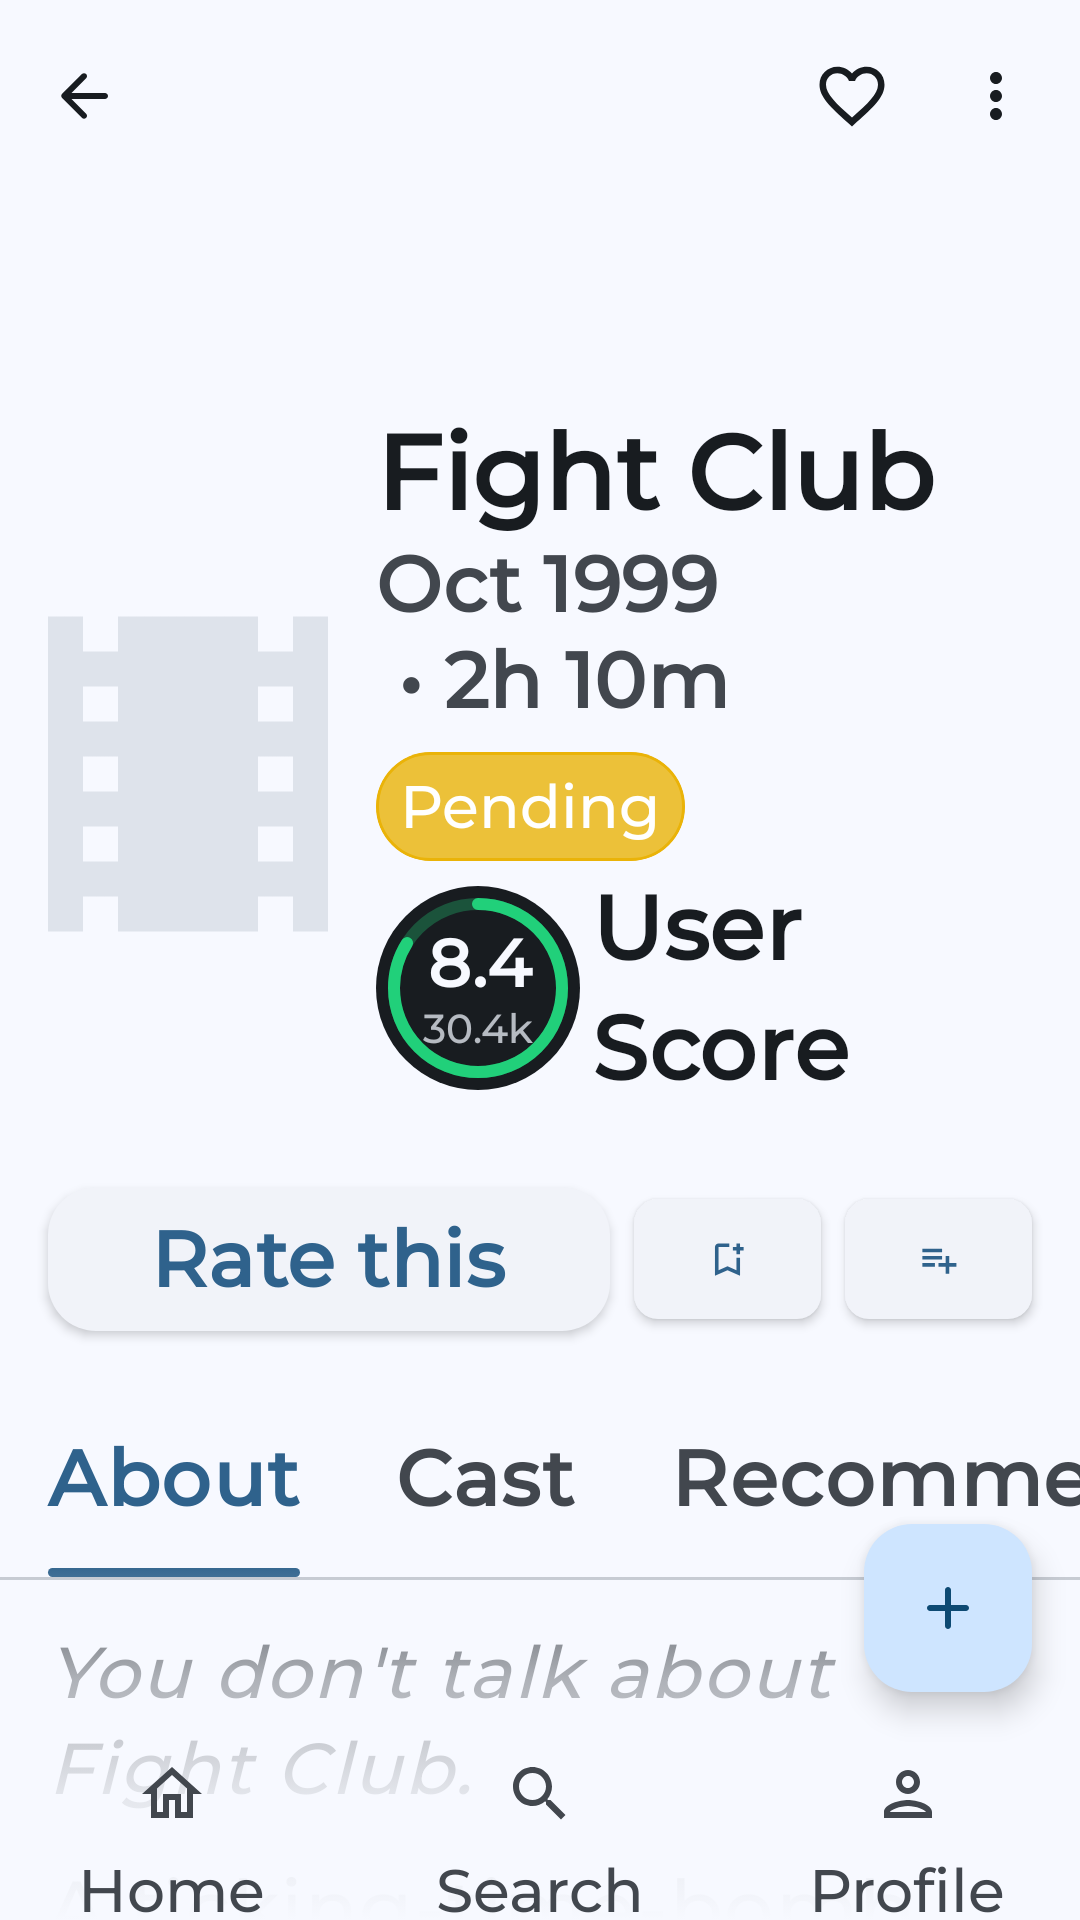 Fight Club
Oct 1999
• 2h 10m
Pending
8.4
30.4k
User
Score
Rate this
About
Cast
Recomme
You don't talk about
Fight Club.
Home
Search
Profile